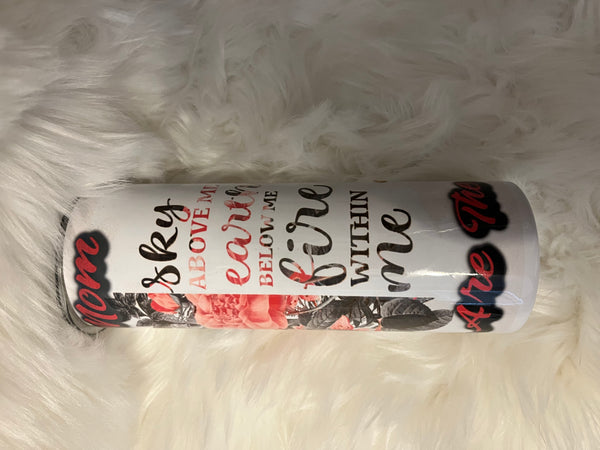 Mom
sky
ABOVE ME
earth
BELOW ME
fire
WITHIN
me
Are The